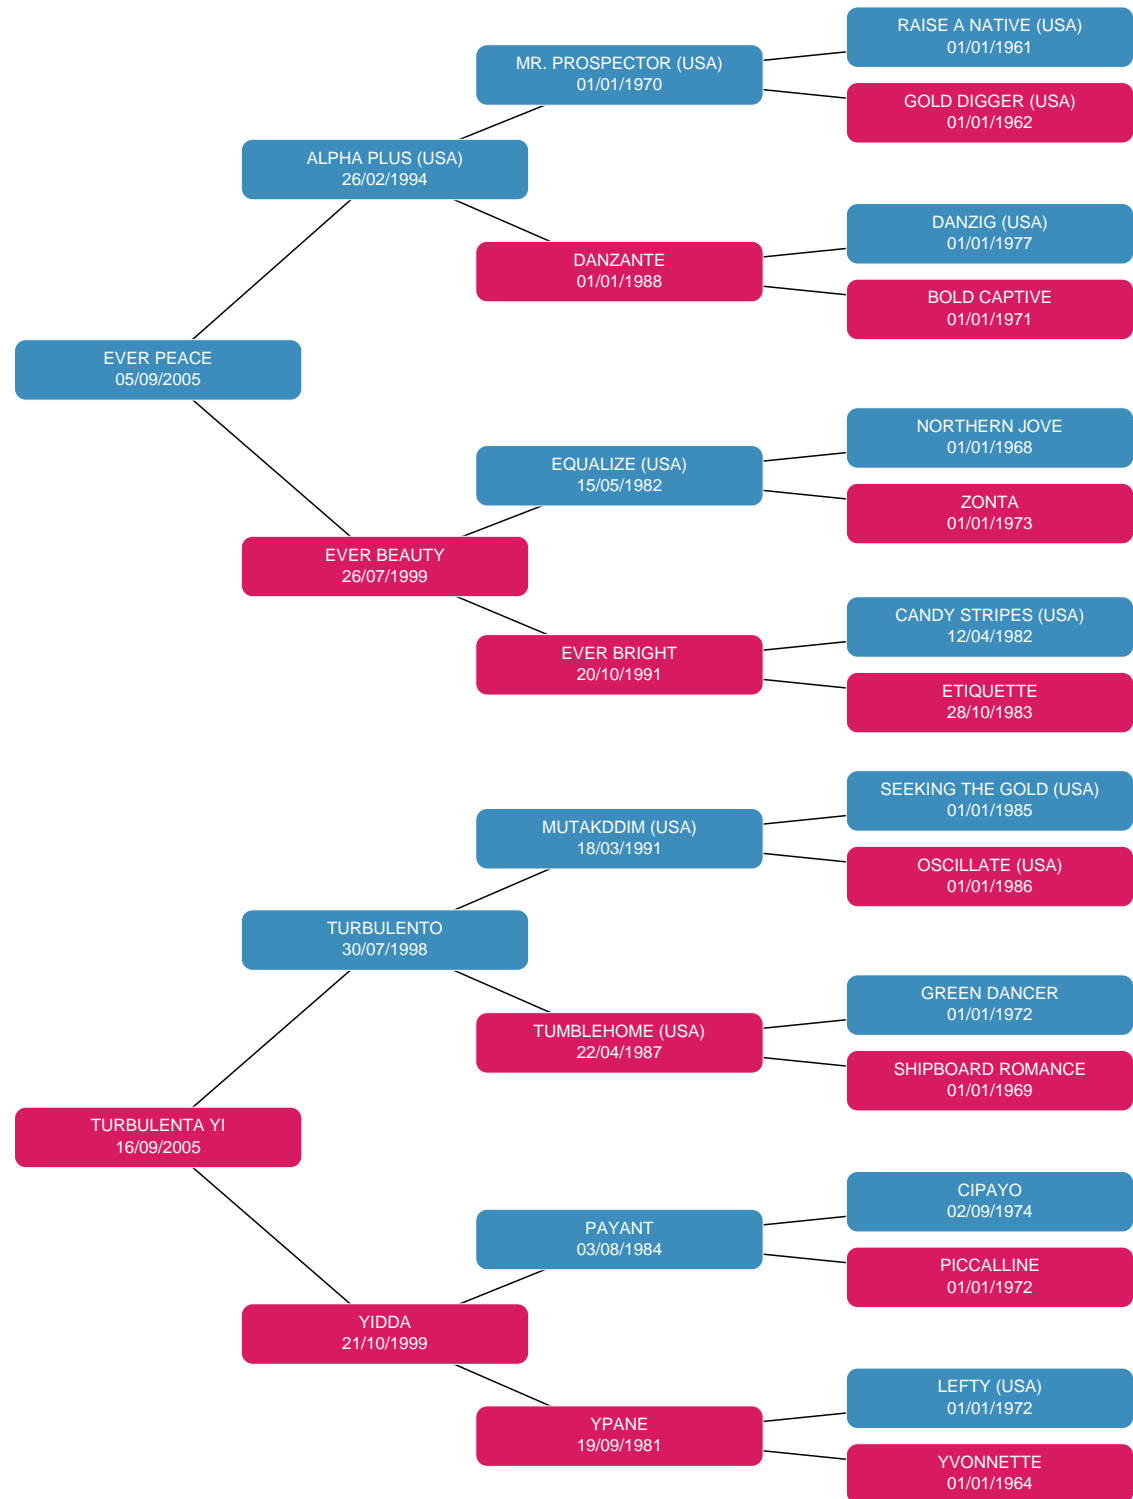 RAISE A NATIVE (USA)
01/01/1961
MR. PROSPECTOR (USA)
01/01/1970
GOLD DIGGER (USA)
01/01/1962
ALPHA PLUS (USA)
26/02/1994
DANZIG (USA)
01/01/1977
DANZANTE
01/01/1988
BOLD CAPTIVE
01/01/1971
EVER PEACE
05/09/2005
NORTHERN JOVE
01/01/1968
EQUALIZE (USA)
15/05/1982
ZONTA
01/01/1973
EVER BEAUTY
26/07/1999
CANDY STRIPES (USA)
12/04/1982
EVER BRIGHT
20/10/1991
ETIQUETTE
28/10/1983
SEEKING THE GOLD (USA)
01/01/1985
MUTAKDDIM (USA)
18/03/1991
OSCILLATE (USA)
01/01/1986
TURBULENTO
30/07/1998
GREEN DANCER
01/01/1972
TUMBLEHOME (USA)
22/04/1987
SHIPBOARD ROMANCE
01/01/1969
TURBULENTA YI
16/09/2005
CIPAYO
02/09/1974
PAYANT
03/08/1984
PICCALLINE
01/01/1972
YIDDA
21/10/1999
LEFTY (USA)
01/01/1972
YPANE
19/09/1981
YVONNETTE
01/01/1964